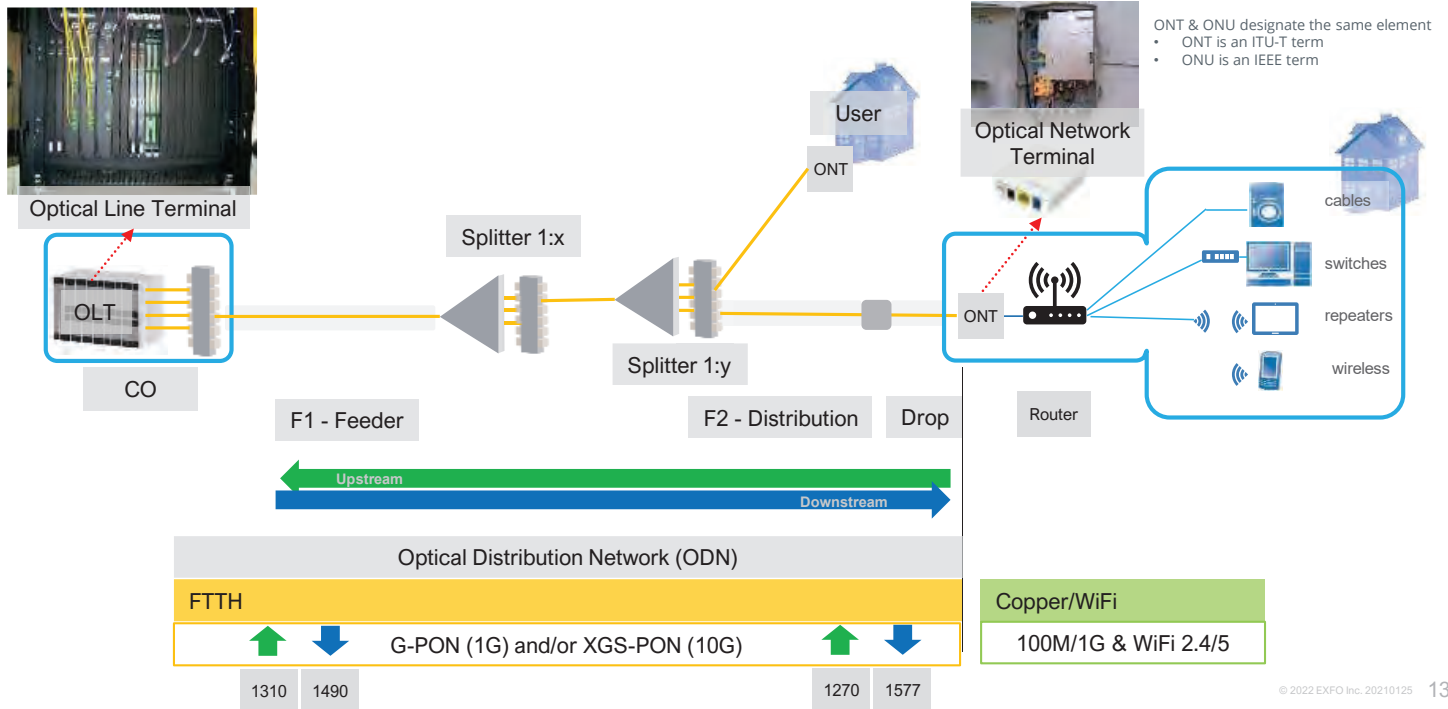 ONT & ONU designate the same element
• ONT is an ITU-T term
• ONU is an IEEE term
User
ONT
Optical Network
Terminal
Optical Line Terminal
Splitter 1:x
cables
switches
OLT
ONT
repeaters
Splitter 1:y
wireless
CO
F1 - Feeder
F2 - Distribution
Drop
Router
Upstream
Downstream
Optical Distribution Network (ODN)
FTTH
Copper/WiFi
G-PON (1G) and/or XGS-PON (10G)
100M/1G & WiFi 2.4/5
1310
1490
1270
1577
© 2022 EXFO Inc. 20210125
13